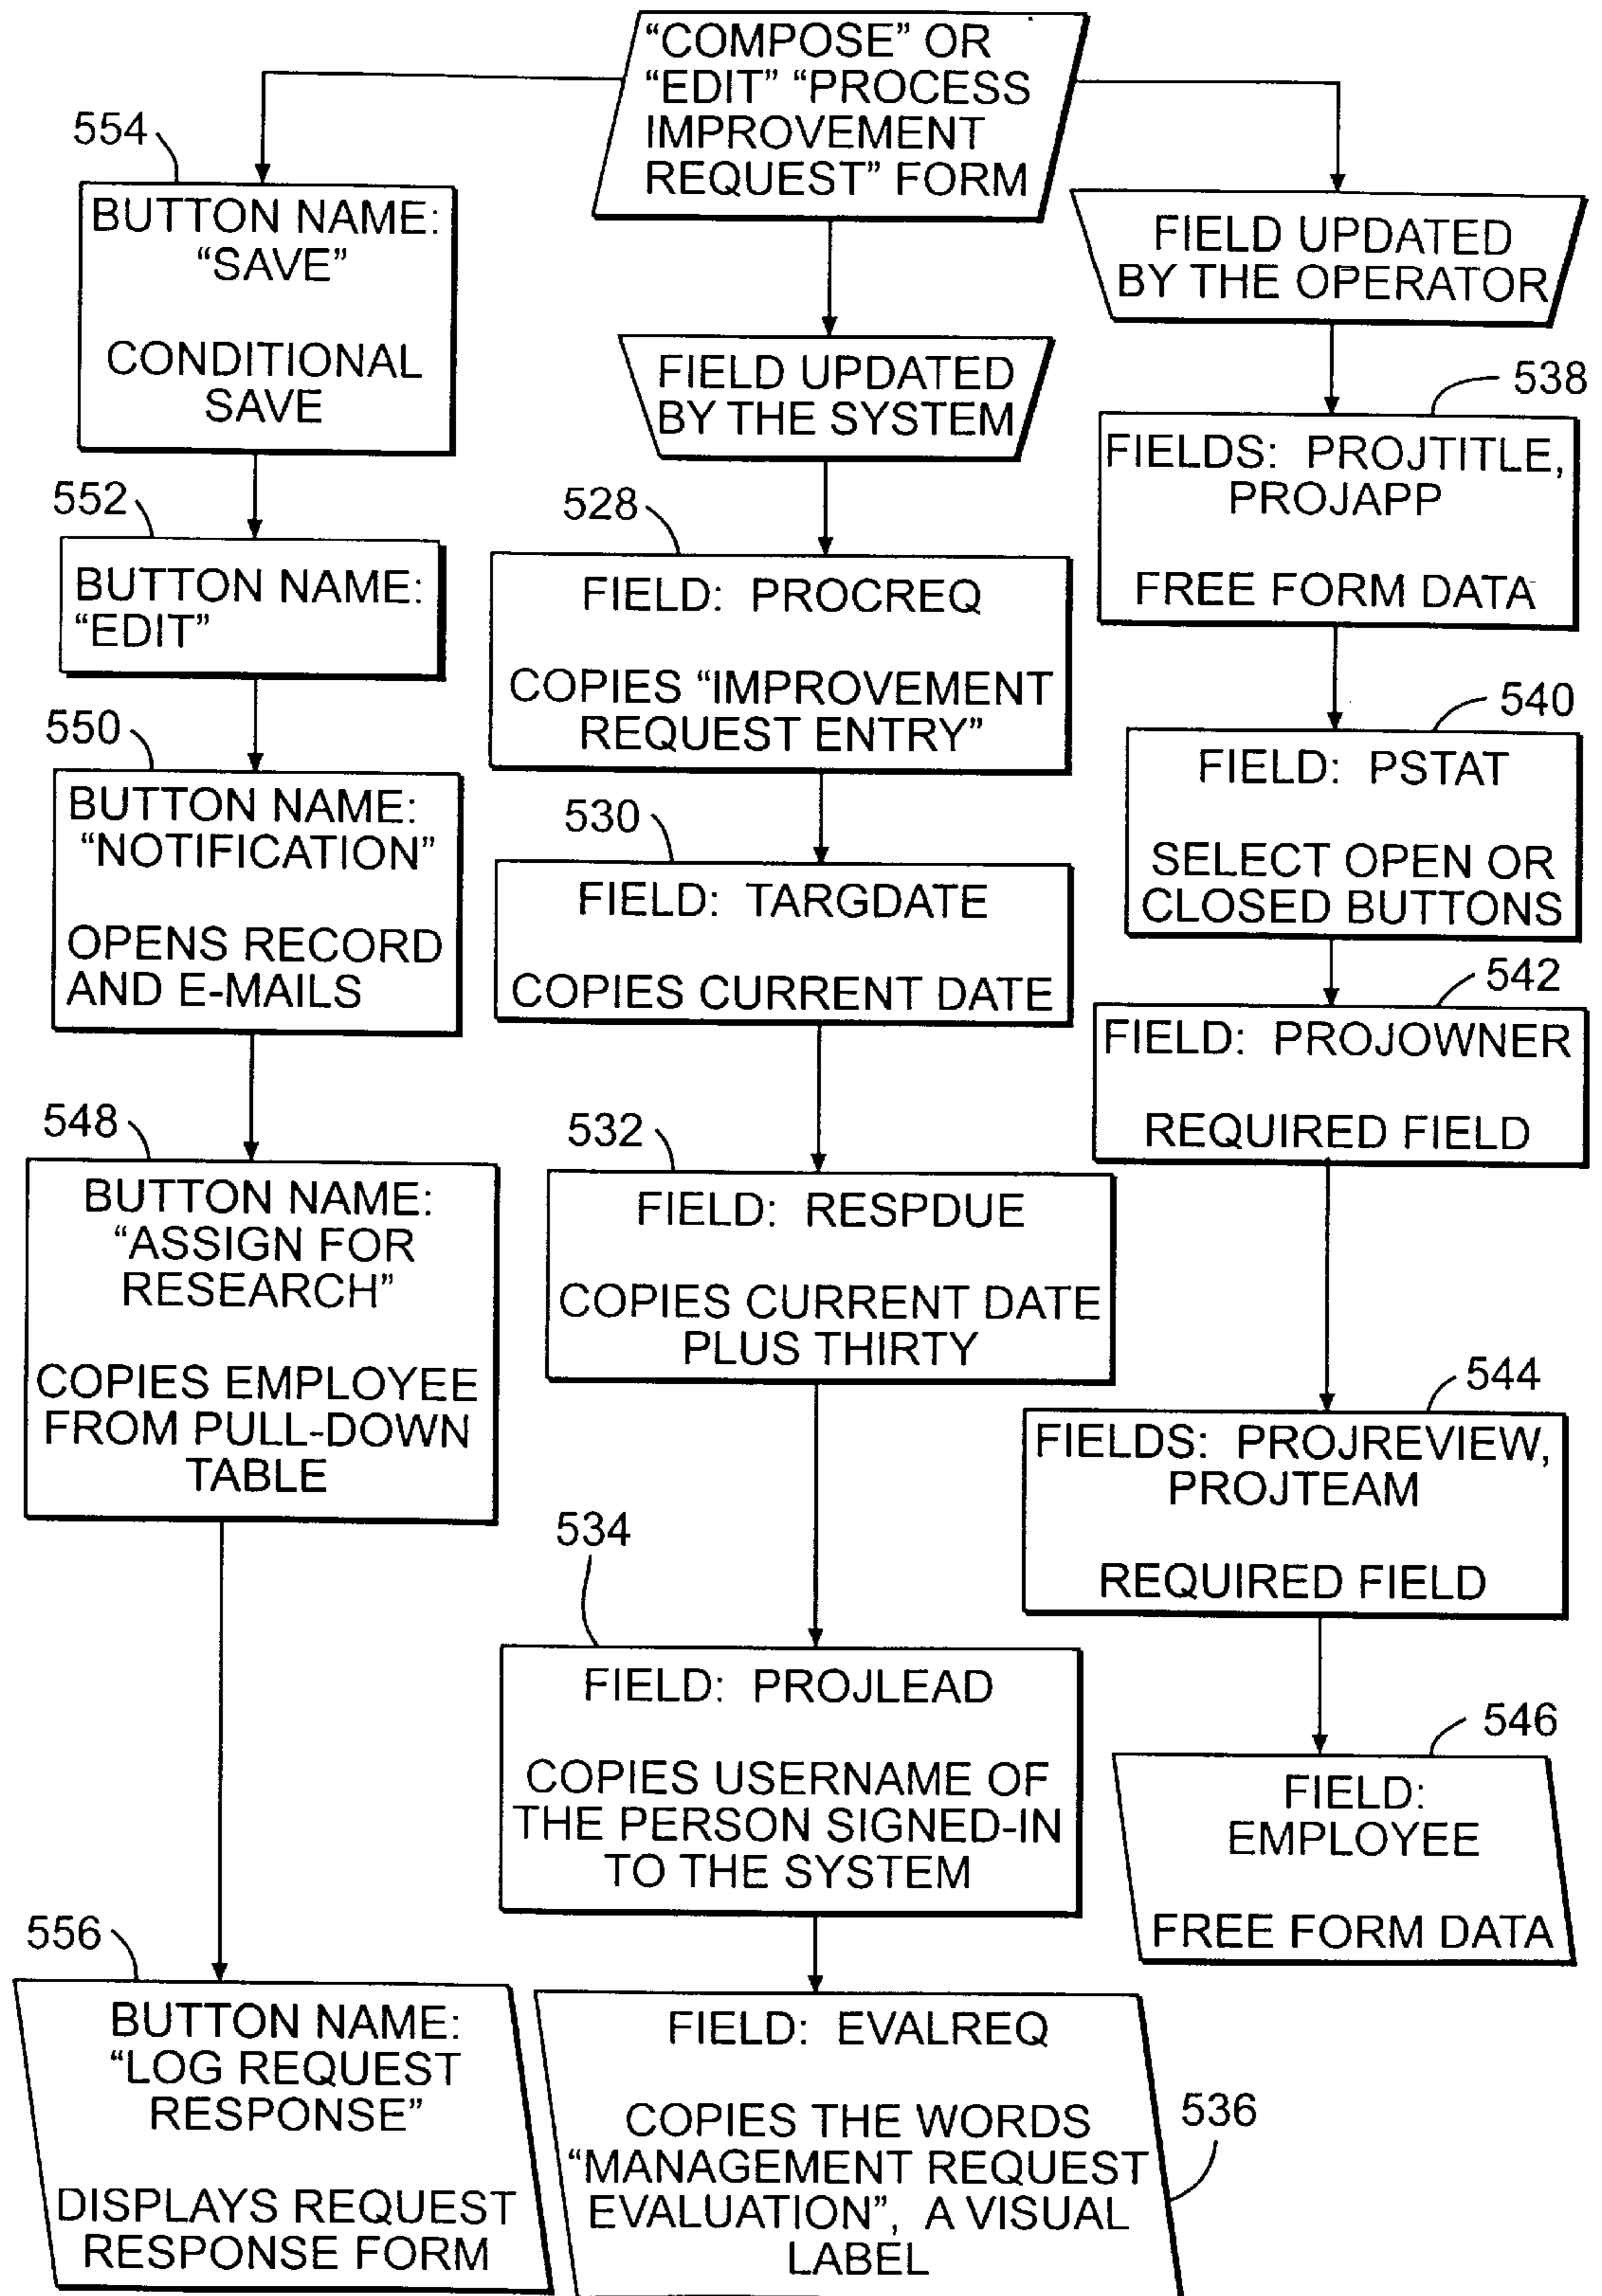 “COMPOSE” OR
“EDIT” “PROCESS
IMPROVEMENT
REQUEST” FORM
554
BUTTON NAME:
“SAVE”
CONDITIONAL
SAVE
552
BUTTON NAME:
“EDIT”
550
BUTTON NAME:
“NOTIFICATION”
OPENS RECORD
AND E-MAILS
548
BUTTON NAME:
“ASSIGN FOR
RESEARCH”
COPIES EMPLOYEE
FROM PULL-DOWN
TABLE
556
BUTTON NAME:
“LOG REQUEST
RESPONSE”
DISPLAYS REQUEST
RESPONSE FORM
FIELD UPDATED
BY THE SYSTEM
528
FIELD: PROCREQ
COPIES “IMPROVEMENT
REQUEST ENTRY”
530
FIELD: TARGDATE
COPIES CURRENT DATE
532
FIELD: RESPDUE
COPIES CURRENT DATE
PLUS THIRTY
534
FIELD: PROJLEAD
COPIES USERNAME OF
THE PERSON SIGNED-IN
TO THE SYSTEM
FIELD: EVALREQ
COPIES THE WORDS
“MANAGEMENT REQUEST
EVALUATION”, A VISUAL
LABEL
536
FIELD UPDATED
BY THE OPERATOR
538
FIELDS: PROJTITLE,
PROJAPP
FREE FORM DATA
540
FIELD: PSTAT
SELECT OPEN OR
CLOSED BUTTONS
542
FIELD: PROJOWNER
REQUIRED FIELD
544
FIELDS: PROJREVIEW,
PROJTEAM
REQUIRED FIELD
546
FIELD:
EMPLOYEE
FREE FORM DATA